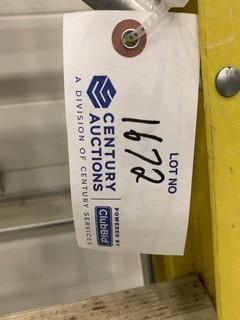 LOT NO
1672
CENTURY
AUCTIONS
A DIVISION OF CENTURY SERVICES
POWERED BY
ClubBid